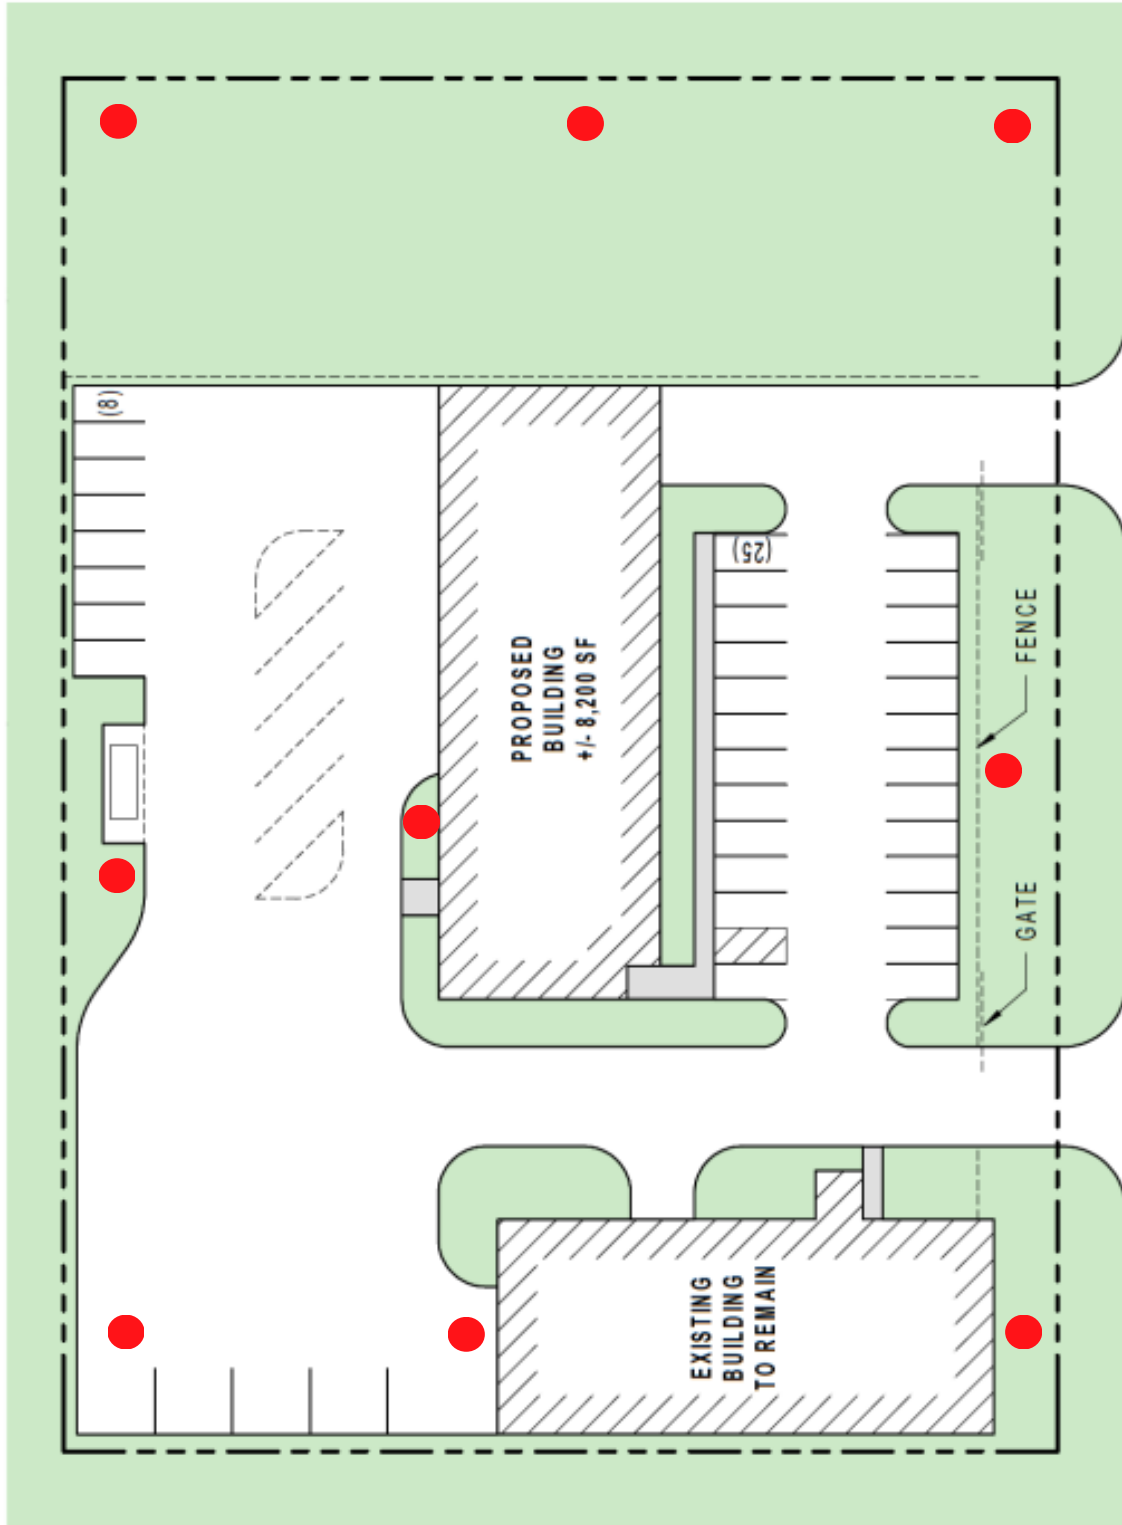 (8)
(25)
PROPOSED
BUILDING
+/- 8,200 SF
FENCE
GATE
EXISTING
BUILDING
TO REMAIN